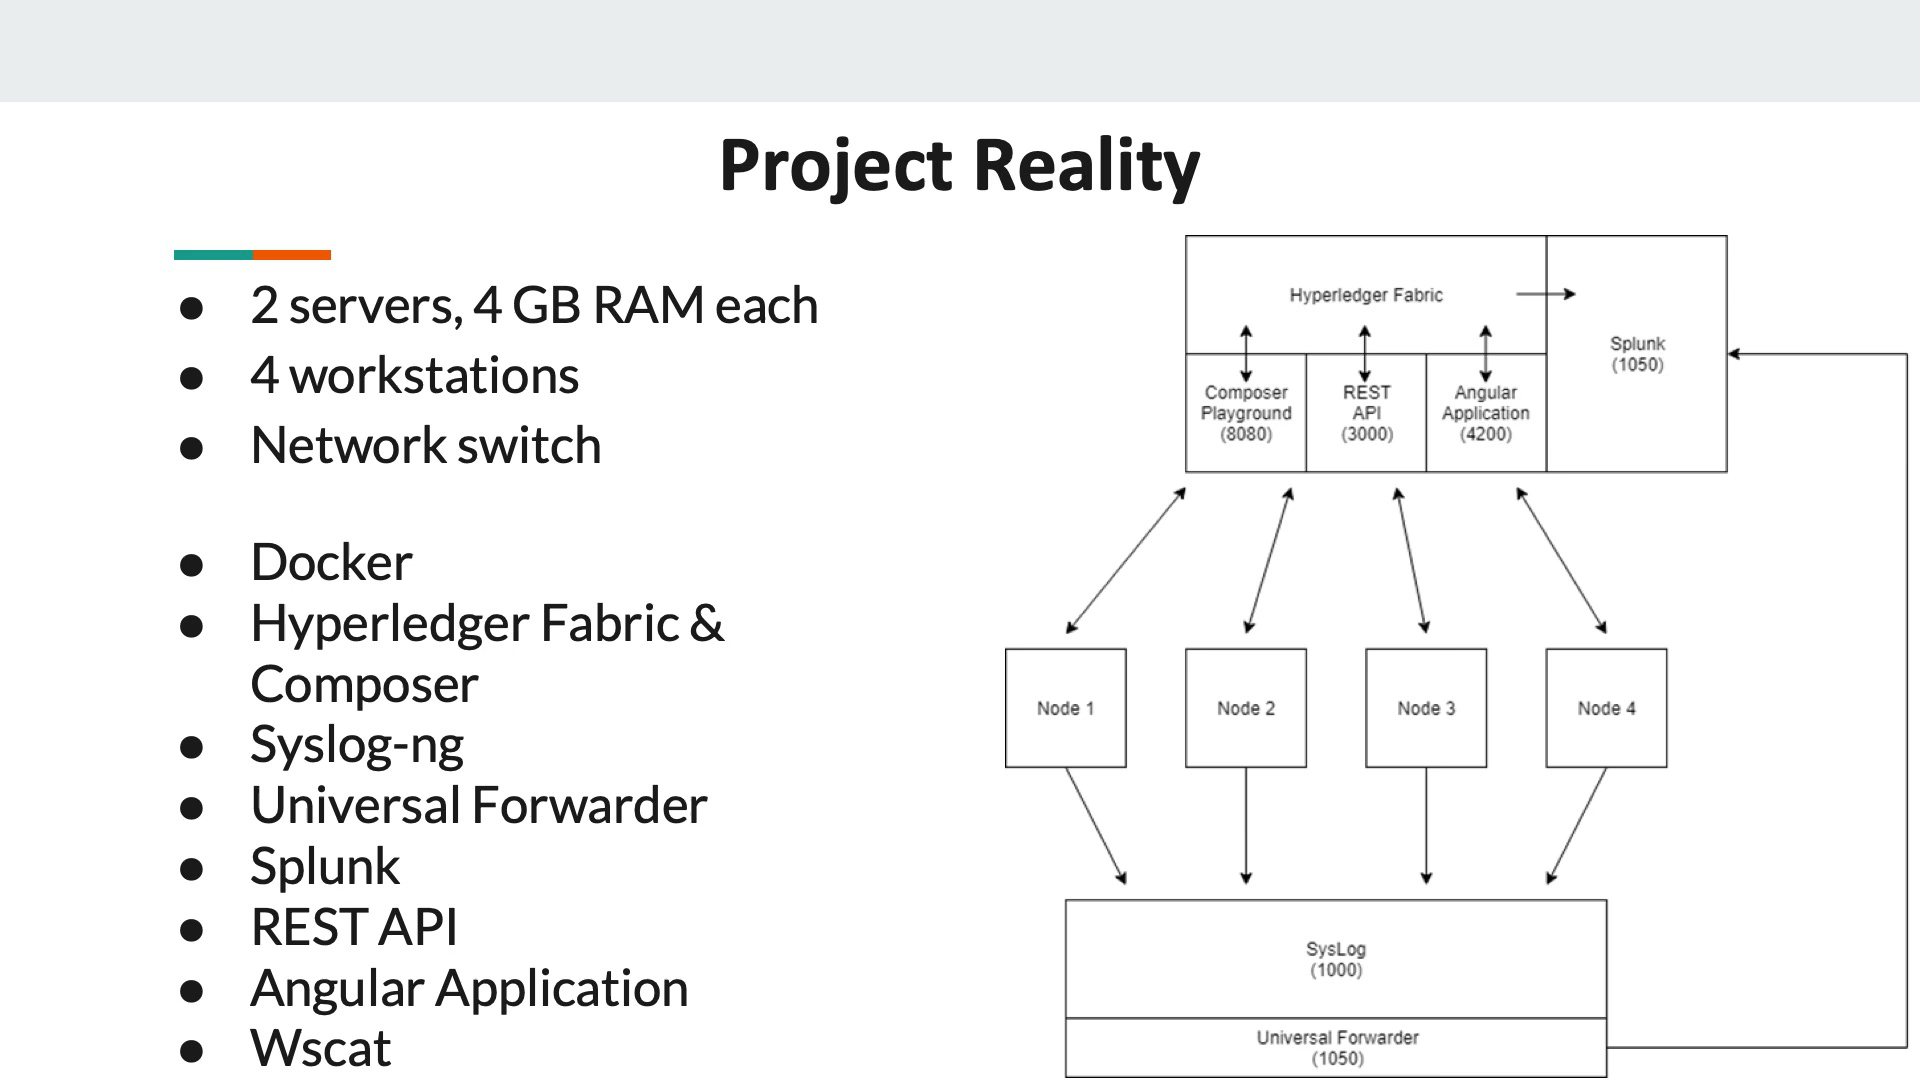 Project Reality
● 2 servers, 4 GB RAM each
● 4 workstations
● Network switch
● Docker
● Hyperledger Fabric &
Composer
● Syslog-ng
● Universal Forwarder
● Splunk
● REST API
● Angular Application
● Wscat
Hyperledger Fabric
Splunk
(1050)
Composer
Playground
(8080)
REST
API
(3000)
Angular
Application
(4200)
Node 1
Node 2
Node 3
Node 4
SysLog
(1000)
Universal Forwarder
(1050)